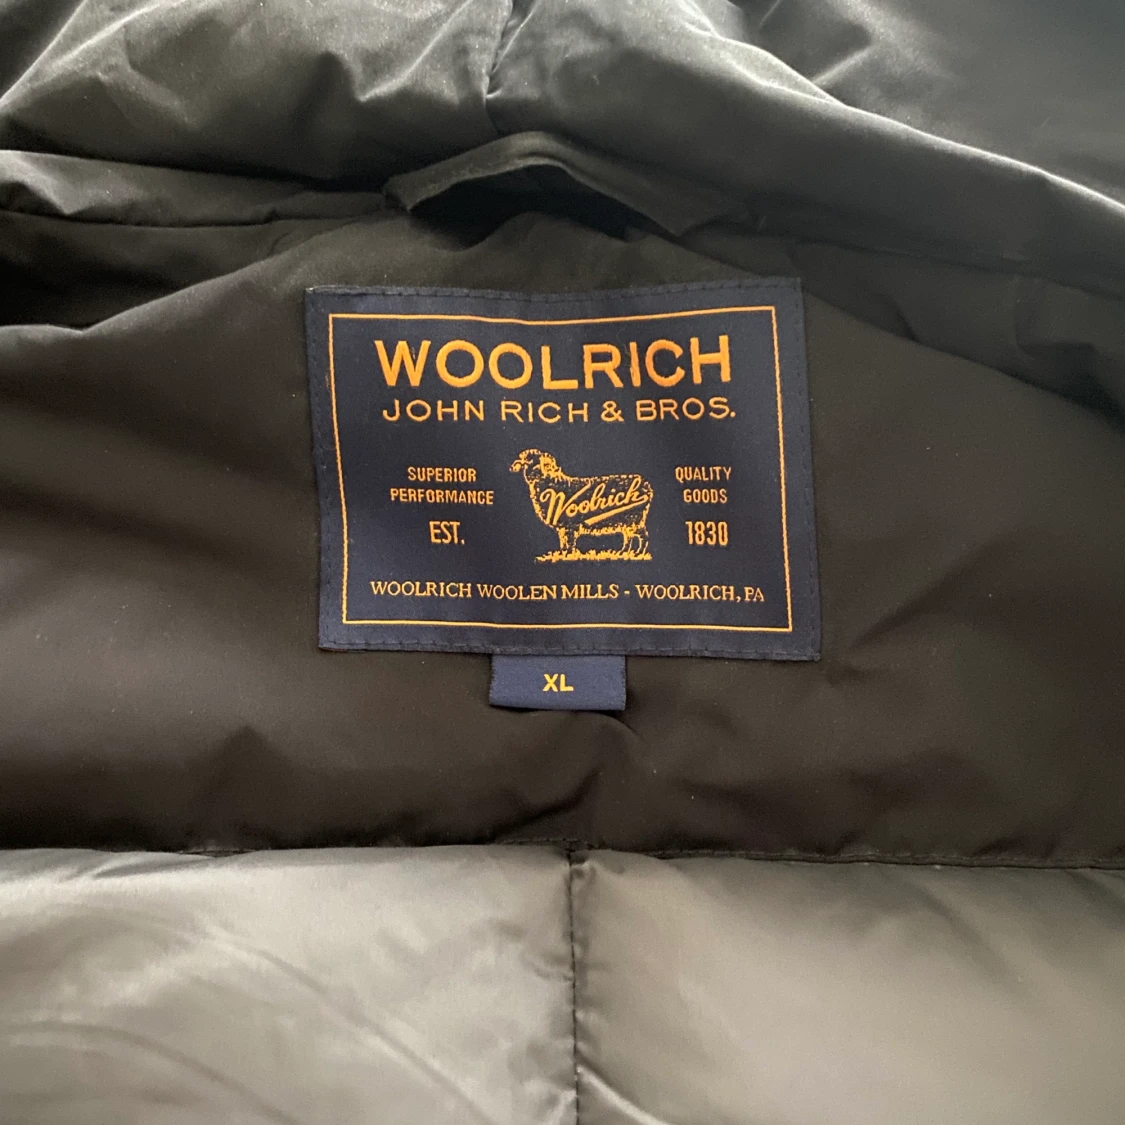 WOOLRICH
JOHN RICH & BROS.
SUPERIOR
PERFORMANCE
EST.
Woolrich
QUALITY
GOODS
1830
WOOLRICH WOOLEN MILLS - WOOLRICH, PA
XL